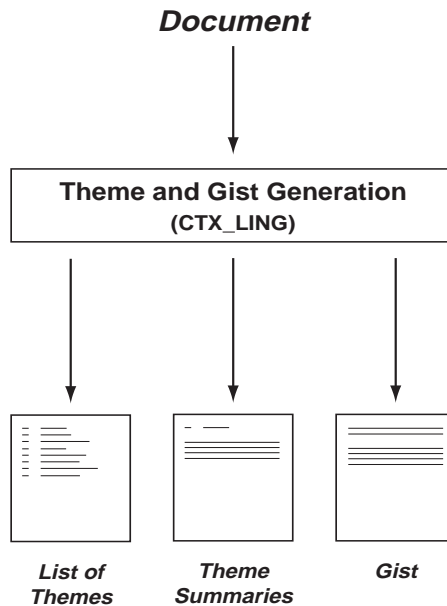 Document
Theme and Gist Generation
(CTX_LING)
List of
Themes
Theme
Summaries
Gist